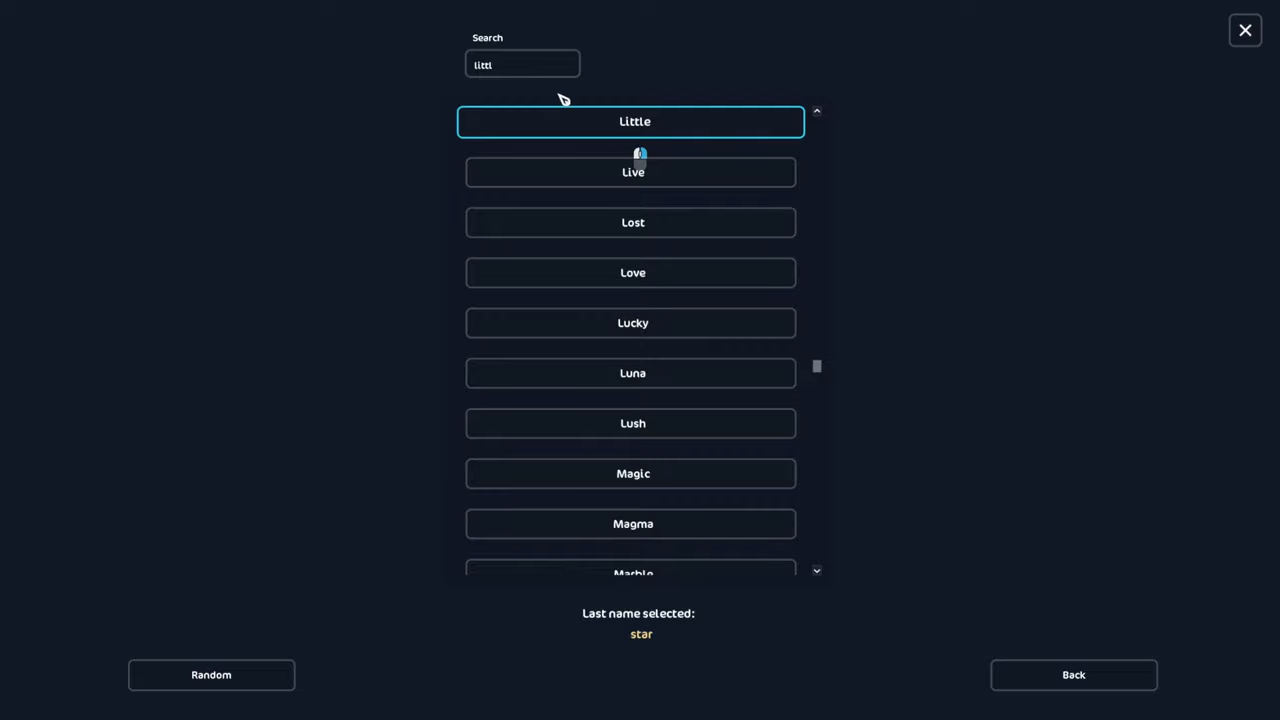 Search
littl
Little
Live
Lost
Love
Lucky
Luna
Lush
Magic
Magma
Marble
Last name selected:
star
Random
Back